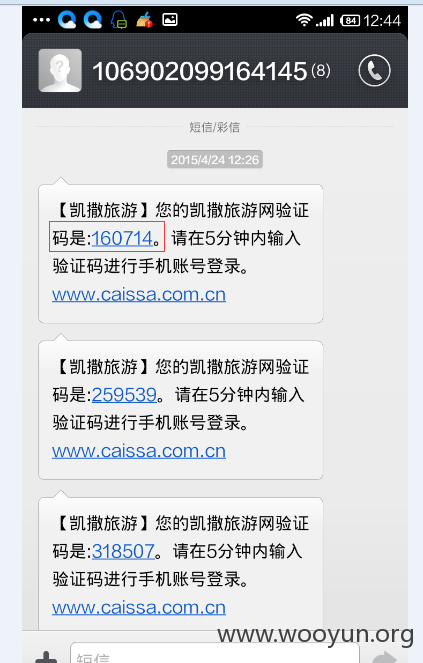 84 12:44
106902099164145 (8)
短信/彩信
2015/4/24 12:26
【凯撒旅游】您的凯撒旅游网验证
码是:160714。请在5分钟内输入
验证码进行手机账号登录。
www.caissa.com.cn
【凯撒旅游】您的凯撒旅游网验证
码是:259539。请在5分钟内输入
验证码进行手机账号登录。
www.caissa.com.cn
【凯撒旅游】您的凯撒旅游网验证
码是:318507。请在5分钟内输入
验证码进行手机账号登录。
www.caissa.com.cn
www.wooyun.org
短信